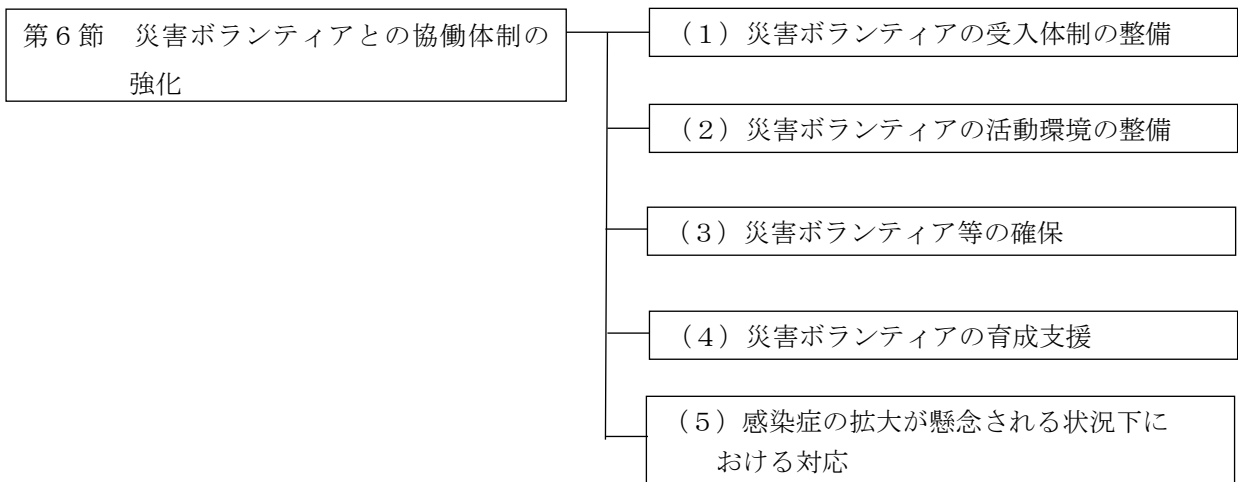 第６節　災害ボランティアとの協働体制の
強化
（１）災害ボランティアの受入体制の整備
（２）災害ボランティアの活動環境の整備
（３）災害ボランティア等の確保
（４）災害ボランティアの育成支援
（５）感染症の拡大が懸念される状況下に
おける対応